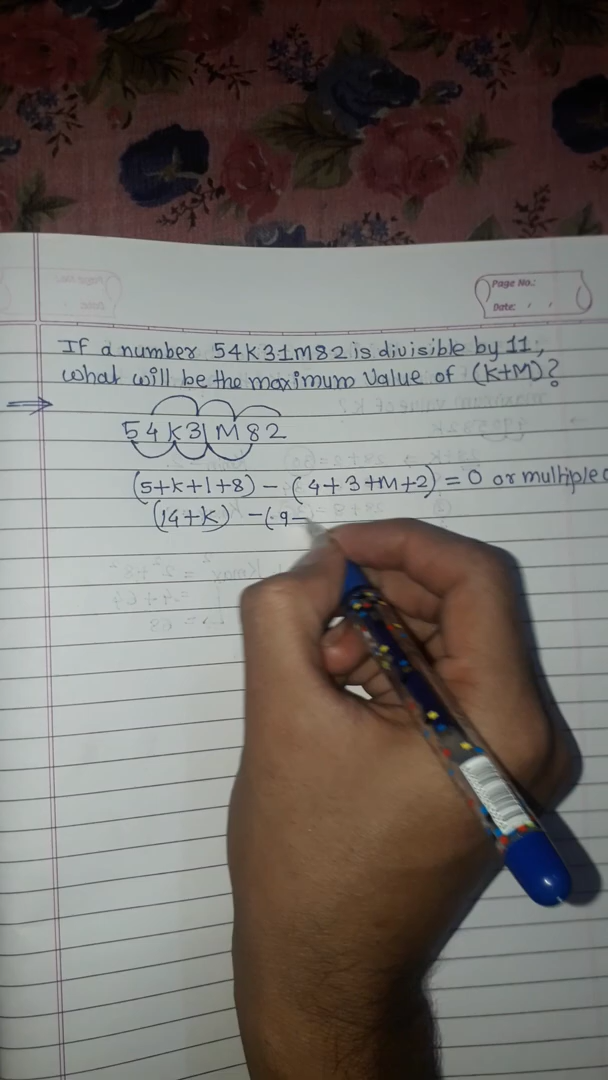 Page No.:
Date: , ,
If a number 54K31M82 is divisible by 11,
what will be the maximum value of (K+M)?
⇒ 54K31M82
(5+K+1+8) - (4+3+M+2) = 0 or multiple
(14+K) - (9